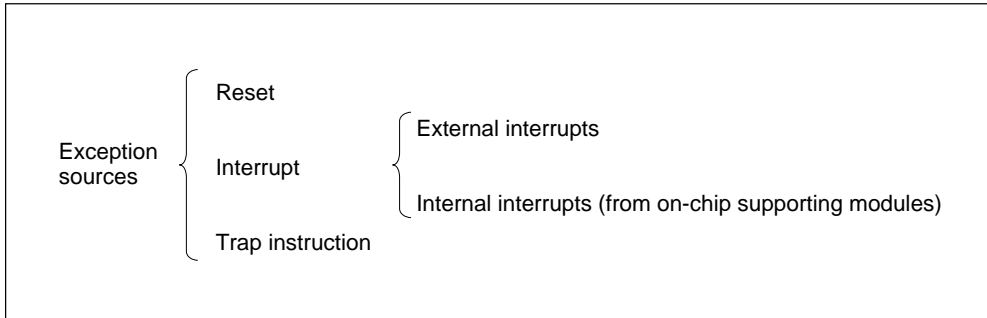 Exception
sources
Reset
Interrupt
Trap instruction
External interrupts
Internal interrupts (from on-chip supporting modules)